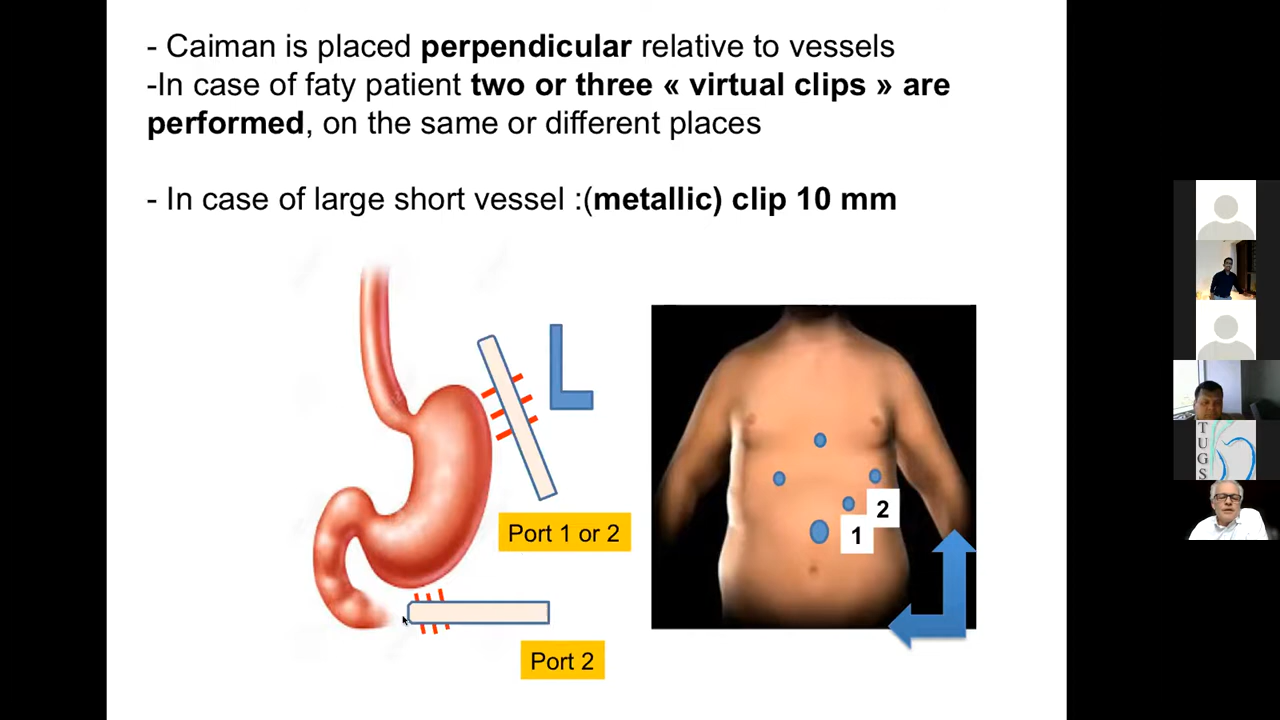 - Caiman is placed perpendicular relative to vessels
-In case of faty patient two or three « virtual clips » are
performed, on the same or different places
- In case of large short vessel :(metallic) clip 10 mm
Port 1 or 2
2
1
Port 2
TUGS